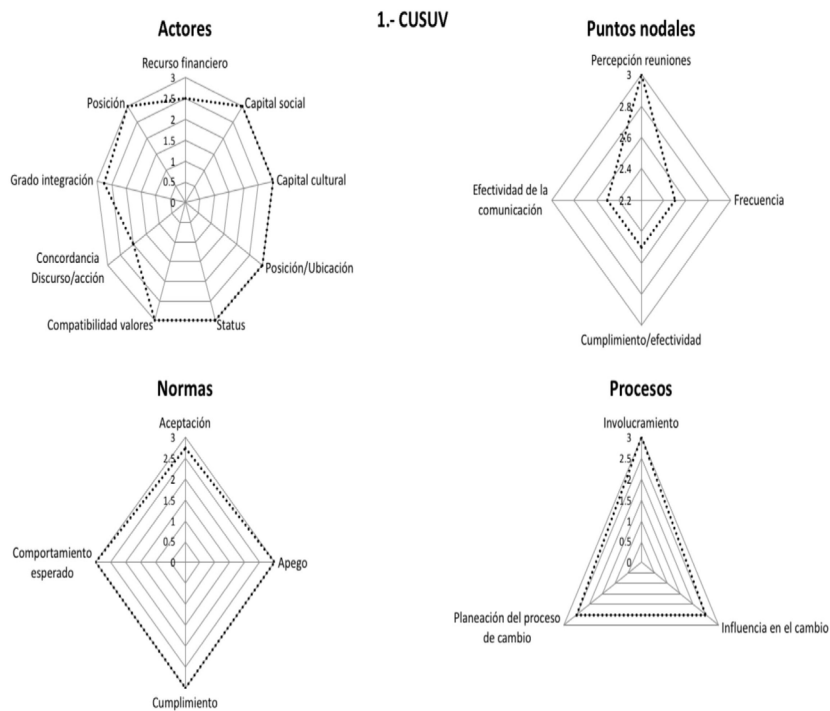 1.- CUSUV
Actores
Recurso financiero
3
2.5
2
1.5
1
0.5
0
Capital social
Capital cultural
Posición/Ubicación
Status
Compatibilidad valores
Concordancia
Discurso/acción
Grado integración
Posición
Puntos nodales
Percepción reuniones
3
2.8
2.6
2.4
2.2
Frecuencia
Cumplimiento/efectividad
Efectividad de la
comunicación
Normas
Aceptación
3
2.5
2
1.5
1
0.5
0
Apego
Cumplimiento
Comportamiento
esperado
Procesos
Involucramiento
3
2.5
2
1.5
1
0.5
0
Influencia en el cambio
Planeación del proceso
de cambio